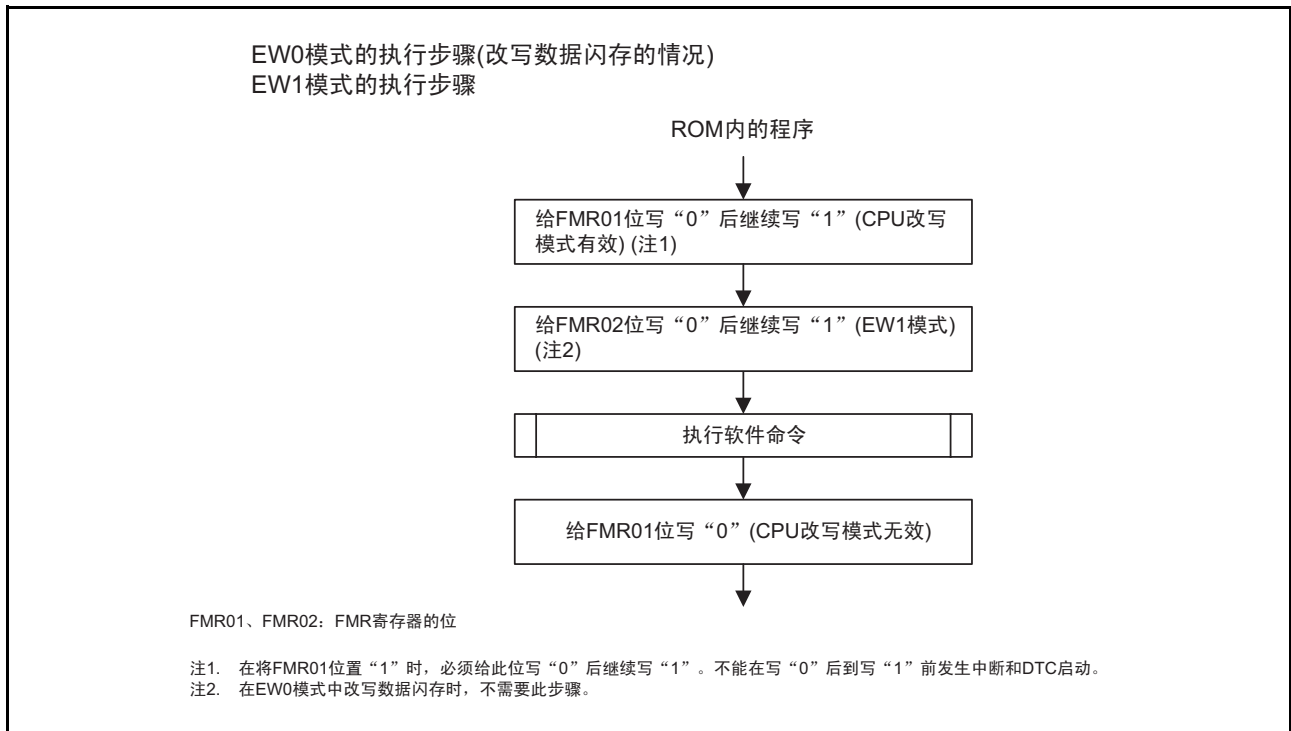 EW0模式的执行步骤(改写数据闪存的情况)
EW1模式的执行步骤
ROM内的程序
给FMR01位写“0”后继续写“1”(CPU改写
模式有效) (注1)
给FMR02位写“0”后继续写“1”(EW1模式)
(注2)
执行软件命令
给FMR01位写“0”(CPU改写模式无效)
FMR01、FMR02：FMR寄存器的位
注1. 在将FMR01位置“1”时，必须给此位写“0”后继续写“1”。不能在写“0”后到写“1”前发生中断和DTC启动。
注2. 在EW0模式中改写数据闪存时，不需要此步骤。